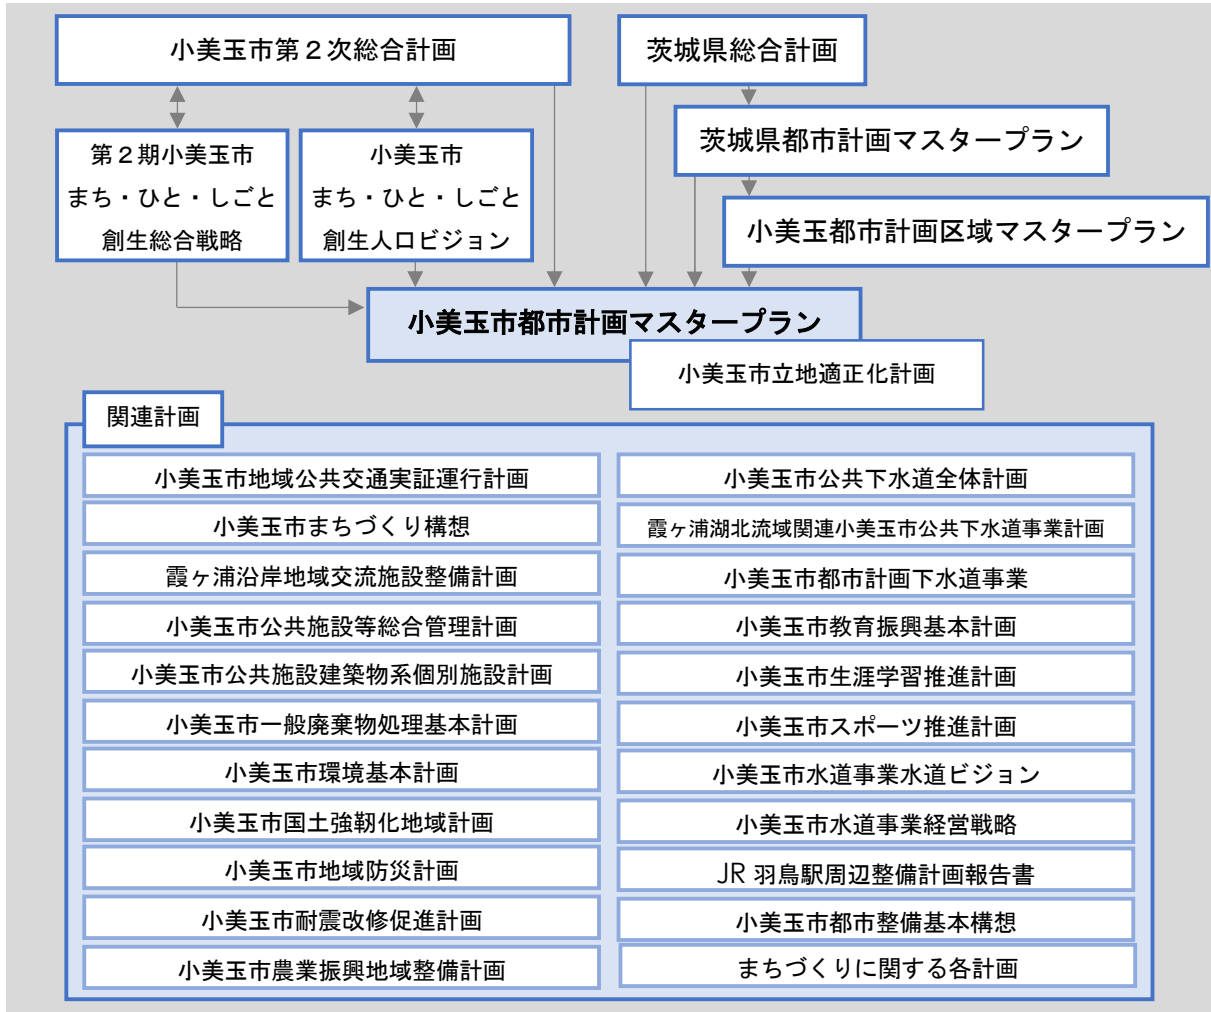 小美玉市第２次総合計画
茨城県総合計画
茨城県都市計画マスタープラン
第２期小美玉市
まち・ひと・しごと
創生総合戦略
小美玉市
まち・ひと・しごと
創生人口ビジョン
小美玉都市計画区域マスタープラン
小美玉市都市計画マスタープラン
小美玉市立地適正化計画
関連計画
小美玉市地域公共交通実証運行計画
小美玉市まちづくり構想
霞ヶ浦沿岸地域交流施設整備計画
小美玉市公共施設等総合管理計画
小美玉市公共施設建築物系個別施設計画
小美玉市一般廃棄物処理基本計画
小美玉市環境基本計画
小美玉市国土強靭化地域計画
小美玉市地域防災計画
小美玉市耐震改修促進計画
小美玉市農業振興地域整備計画
小美玉市公共下水道全体計画
霞ヶ浦湖北流域関連小美玉市公共下水道事業計画
小美玉市都市計画下水道事業
小美玉市教育振興基本計画
小美玉市生涯学習推進計画
小美玉市スポーツ推進計画
小美玉市水道事業水道ビジョン
小美玉市水道事業経営戦略
JR 羽鳥駅周辺整備計画報告書
小美玉市都市整備基本構想
まちづくりに関する各計画